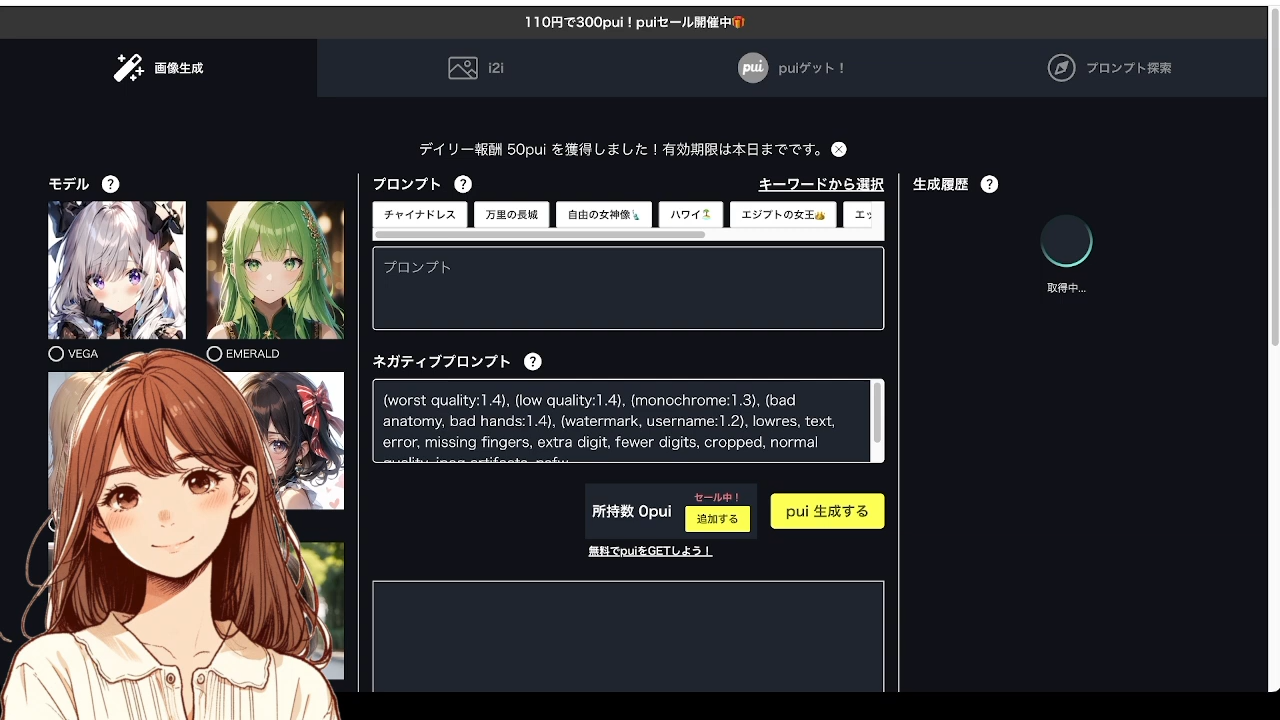 110円で300pui！puiセール開催中🎁
画像生成
i2i
pui
puiゲット！
プロンプト探索
デイリー報酬 50pui を獲得しました！有効期限は本日までです。
モデル ?
プロンプト ?
キーワードから選択
生成履歴 ?
チャイナドレス
万里の長城
自由の女神像🗽
ハワイ🏝️
エジプトの女王👑
プロンプト
取得中...
VEGA
EMERALD
ネガティブプロンプト ?
(worst quality:1.4), (low quality:1.4), (monochrome:1.3), (bad
anatomy, bad hands:1.4), (watermark, username:1.2), lowres, text,
error, missing fingers, extra digit, fewer digits, cropped, normal
quality, jpeg artifacts, nsfw
所持数 0pui
セール中！
追加する
pui 生成する
無料でpuiをGETしよう！